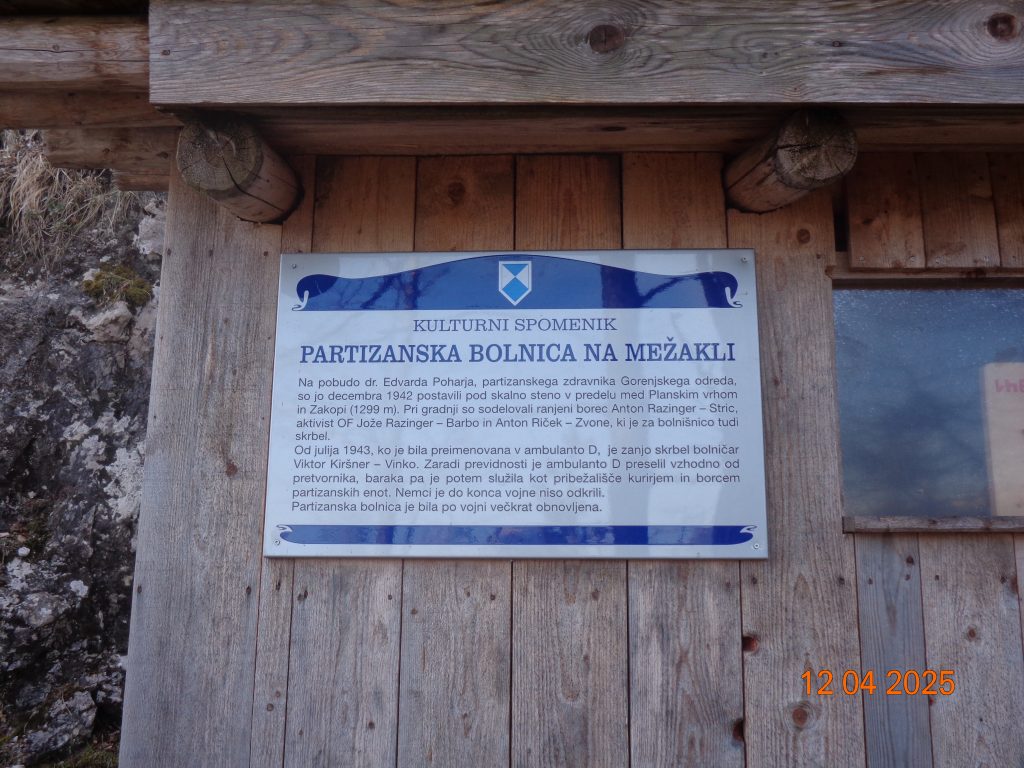 KULTURNI SPOMENIK
PARTIZANSKA BOLNICA NA MEŽAKLI
Na pobudo dr. Edvarda Poharja, partizanskega zdravnika Gorenjskega odreda,
so jo decembra 1942 postavili pod skalno steno v predelu med Planskim vrhom
in Zakopi (1299 m). Pri gradnji so sodelovali ranjeni borec Anton Razinger – Stric,
aktivist OF Jože Razinger – Barbo in Anton Riček – Zvone, ki je za bolnišnico tudi
skrbel.
Od julija 1943, ko je bila preimenovana v ambulanto D, je zanjo skrbel bolničar
Viktor Kiršner – Vinko. Zaradi previdnosti je ambulanto D preselil vzhodno od
pretvornika, baraka pa je potem služila kot pribežališče kurirjem in borcem
partizanskih enot. Nemci je do konca vojne niso odkrili.
Partizanska bolnica je bila po vojni večkrat obnovljena.
12 04 2025